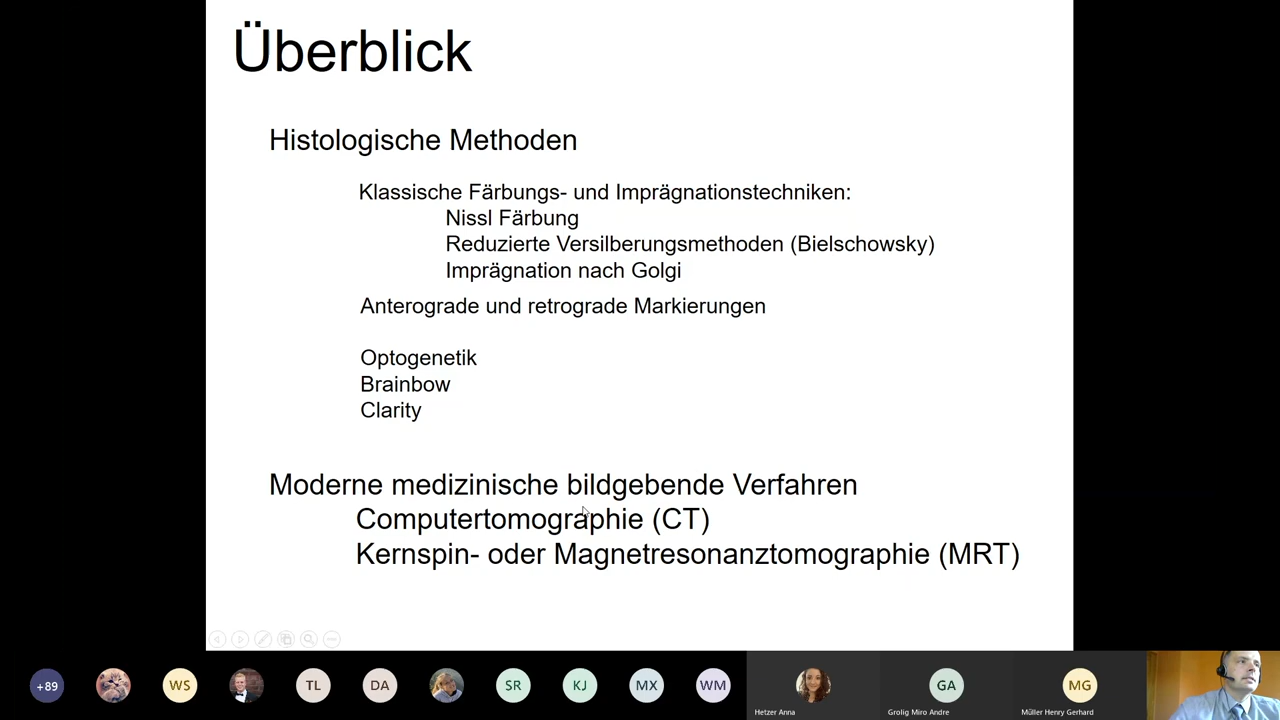 Überblick
Histologische Methoden
Klassische Färbungs- und Imprägnationstechniken:
Nissl Färbung
Reduzierte Versilberungsmethoden (Bielschowsky)
Imprägnation nach Golgi
Anterograde und retrograde Markierungen
Optogenetik
Brainbow
Clarity
Moderne medizinische bildgebende Verfahren
Computertomographie (CT)
Kernspin- oder Magnetresonanztomographie (MRT)
+89 WS TL DA SR KJ MX WM GA MG
Hetzer Anna Grolig Miro Andre Müller Henry Gerhard